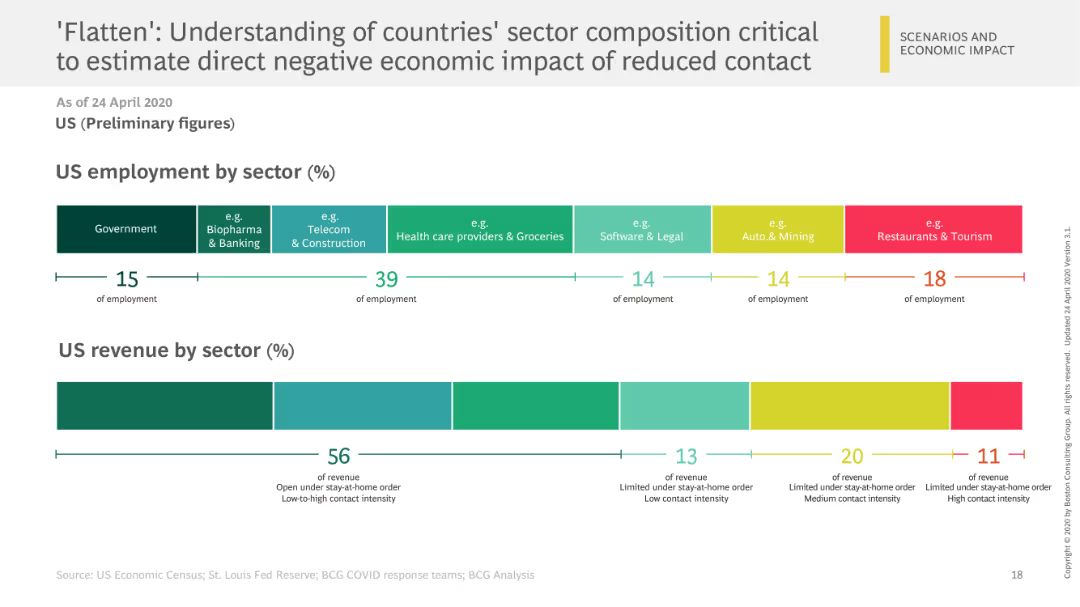 'Flatten': Understanding of countries' sector composition critical
to estimate direct negative economic impact of reduced contact
SCENARIOS AND
ECONOMIC IMPACT
As of 24 April 2020
US (Preliminary figures)
US employment by sector (%)
Government
e.g.
Biopharma
& Banking
e.g.
Telecom
& Construction
e.g.
Health care providers & Groceries
e.g.
Software & Legal
e.g.
Auto.& Mining
e.g.
Restaurants & Tourism
15
of employment
39
of employment
14
of employment
14
of employment
18
of employment
US revenue by sector (%)
56
of revenue
Open under stay-at-home order
Low-to-high contact intensity
13
of revenue
Limited under stay-at-home order
Low contact intensity
20
of revenue
Limited under stay-at-home order
Medium contact intensity
11
of revenue
Limited under stay-at-home order
High contact intensity
Source: US Economic Census; St. Louis Fed Reserve; BCG COVID response teams; BCG Analysis
18
Copyright © 2020 by Boston Consulting Group. All rights reserved. Updated 24 April 2020 Version 3.1.